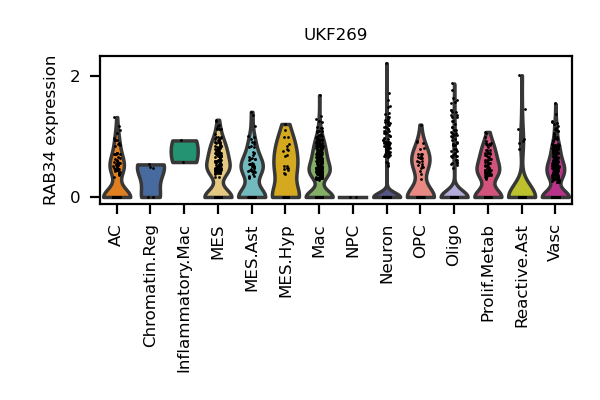 UKF269
RAB34 expression
2
0
AC
Chromatin.Reg
Inflammatory.Mac
MES
MES.Ast
MES.Hyp
Mac
NPC
Neuron
OPC
Oligo
Prolif.Metab
Reactive.Ast
Vasc